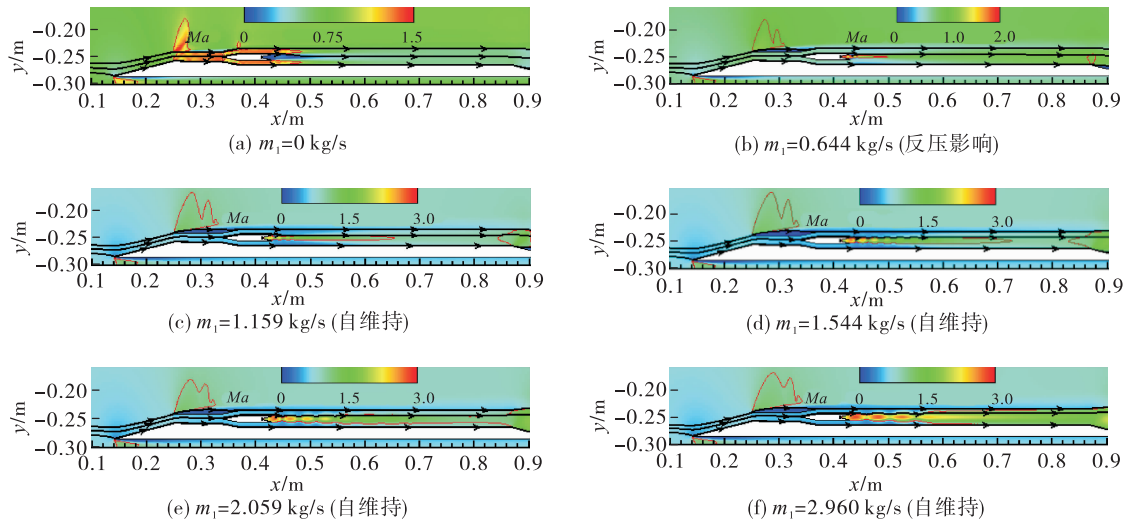 Ma 0 0.75 1.5
y/m
−0.20
−0.25
−0.30
0.1 0.2 0.3 0.4 0.5 0.6 0.7 0.8 0.9
x/m
(a) m₁=0 kg/s
Ma 0 1.0 2.0
y/m
−0.20
−0.25
−0.30
0.1 0.2 0.3 0.4 0.5 0.6 0.7 0.8 0.9
x/m
(b) m₁=0.644 kg/s (反压影响)
Ma 0 1.5 3.0
y/m
−0.20
−0.25
−0.30
0.1 0.2 0.3 0.4 0.5 0.6 0.7 0.8 0.9
x/m
(c) m₁=1.159 kg/s (自维持)
Ma 0 1.5 3.0
y/m
−0.20
−0.25
−0.30
0.1 0.2 0.3 0.4 0.5 0.6 0.7 0.8 0.9
x/m
(d) m₁=1.544 kg/s (自维持)
Ma 0 1.5 3.0
y/m
−0.20
−0.25
−0.30
0.1 0.2 0.3 0.4 0.5 0.6 0.7 0.8 0.9
x/m
(e) m₁=2.059 kg/s (自维持)
Ma 0 1.5 3.0
y/m
−0.20
−0.25
−0.30
0.1 0.2 0.3 0.4 0.5 0.6 0.7 0.8 0.9
x/m
(f) m₁=2.960 kg/s (自维持)